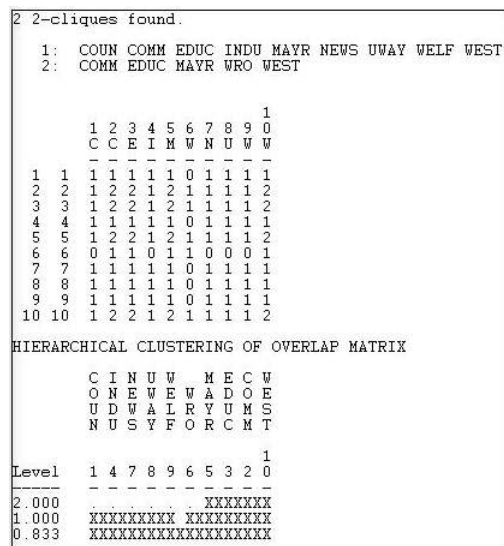 2 2-cliques found.
1: COUN COMM EDUC INDU MAYR NEWS UWAY WELF WEST
2: COMM EDUC MAYR WRO WEST
1
1 2 3 4 5 6 7 8 9 0
C C E I M W N U W W
- - - - - - - - - -
1 1 1 1 1 1 1 0 1 1 1 1
2 2 1 2 2 1 2 1 1 1 1 2
3 3 1 2 2 1 2 1 1 1 1 2
4 4 1 1 1 1 1 0 1 1 1 1
5 5 1 2 2 1 2 1 1 1 1 2
6 6 0 1 1 0 1 1 0 0 0 1
7 7 1 1 1 1 1 0 1 1 1 1
8 8 1 1 1 1 1 0 1 1 1 1
9 9 1 1 1 1 1 0 1 1 1 1
10 10 1 2 2 1 2 1 1 1 1 2
HIERARCHICAL CLUSTERING OF OVERLAP MATRIX
C I N U W M E C W
O N E W E W A D O E
U D W A L R Y U M S
N U S Y F O R C M T
1
Level 1 4 7 8 9 6 5 3 2 0
----- - - - - - - - - - -
2.000 . . . . . . XXXXXXX
1.000 XXXXXXXXX XXXXXXXXX
0.833 XXXXXXXXXXXXXXXXXXX